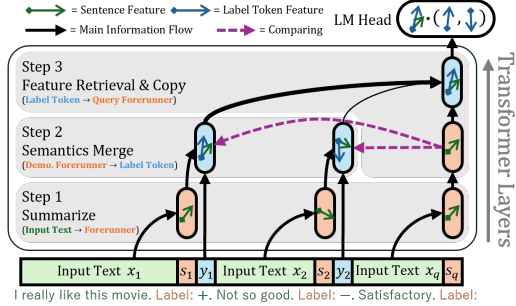 = Sentence Feature
= Label Token Feature
LM Head
·( , )
= Main Information Flow
= Comparing
Step 3
Feature Retrieval & Copy
(Label Token → Query Forerunner)
Step 2
Semantics Merge
(Demo. Forerunner → Label Token)
Step 1
Summarize
(Input Text → Forerunner)
Transformer Layers
Input Text x₁ s₁ y₁ Input Text x₂ s₂ y₂ Input Text x_q s_q
I really like this movie. Label: +. Not so good. Label: −. Satisfactory. Label: